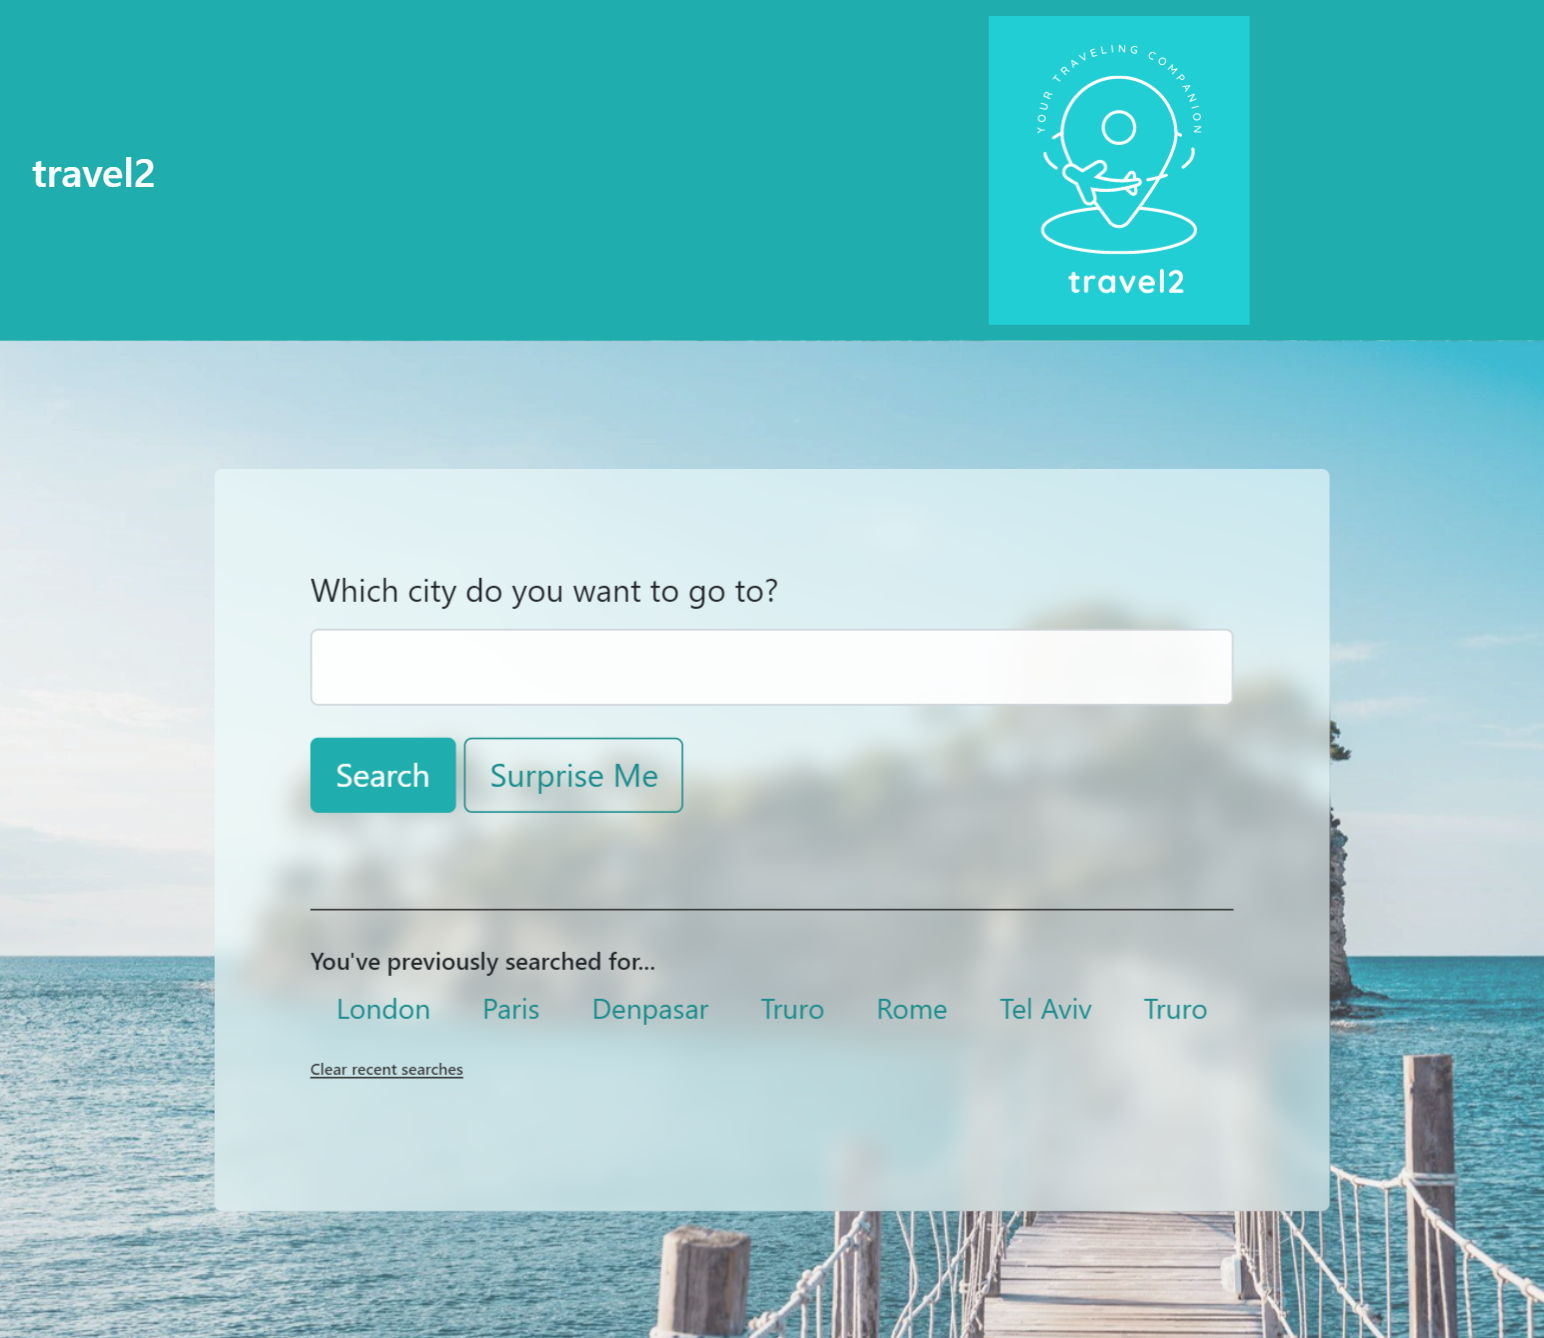 travel2
YOUR TRAVELING COMPANION
travel2
Which city do you want to go to?
Search Surprise Me
You've previously searched for...
London Paris Denpasar Truro Rome Tel Aviv Truro
Clear recent searches